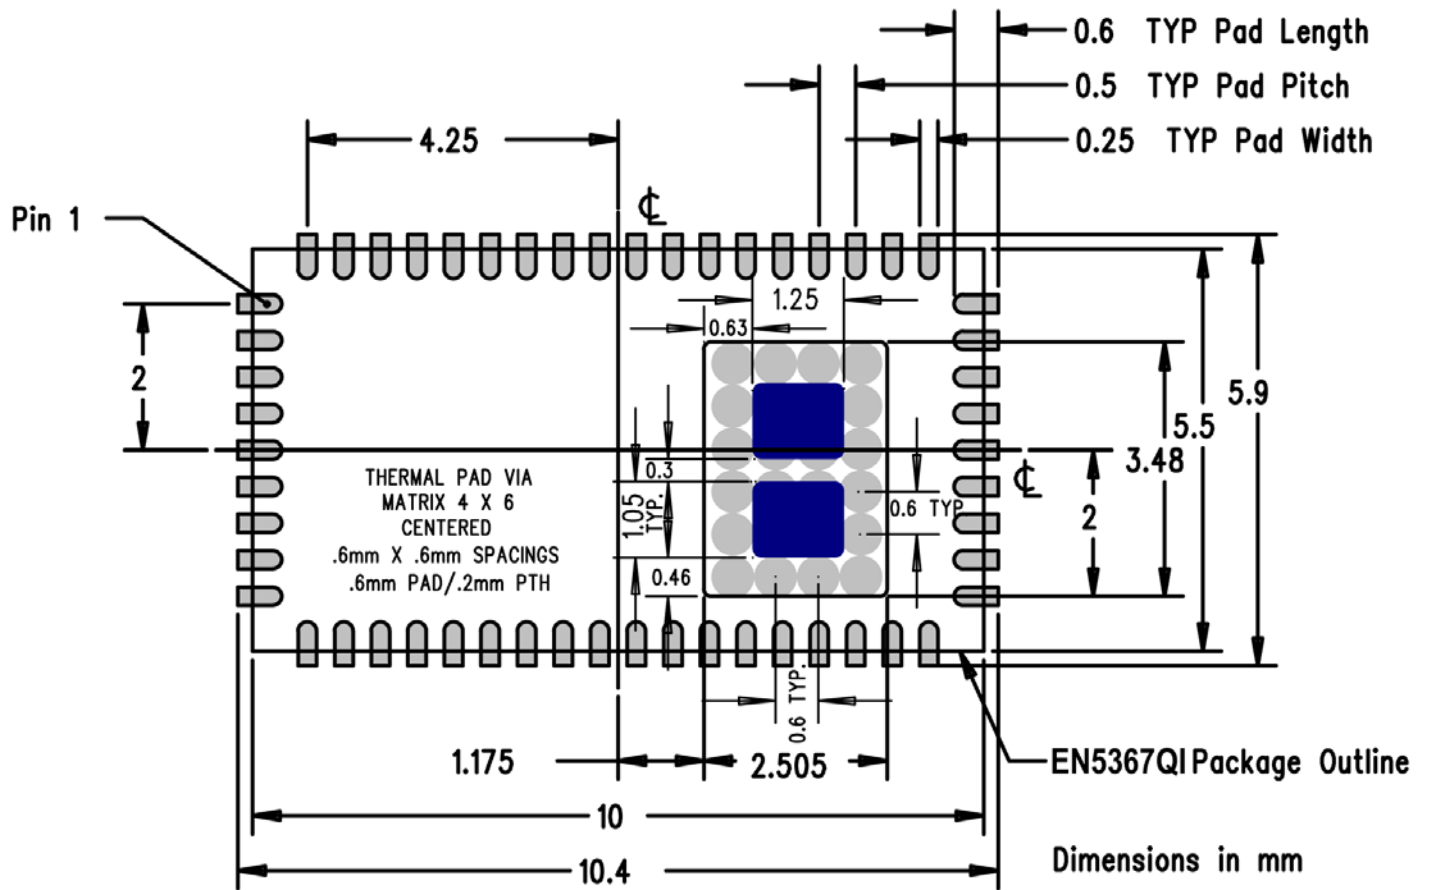 0.6 TYP Pad Length
0.5 TYP Pad Pitch
0.25 TYP Pad Width
4.25
℄
Pin 1
1.25
0.63
2
5.9
5.5
3.48
0.3
℄
THERMAL PAD VIA
MATRIX 4 X 6
CENTERED
.6mm X .6mm SPACINGS
.6mm PAD/.2mm PTH
1.05
TYP.
0.6 TYP
2
0.46
0.6 TYP.
1.175
2.505
EN5367QI Package Outline
10
10.4
Dimensions in mm